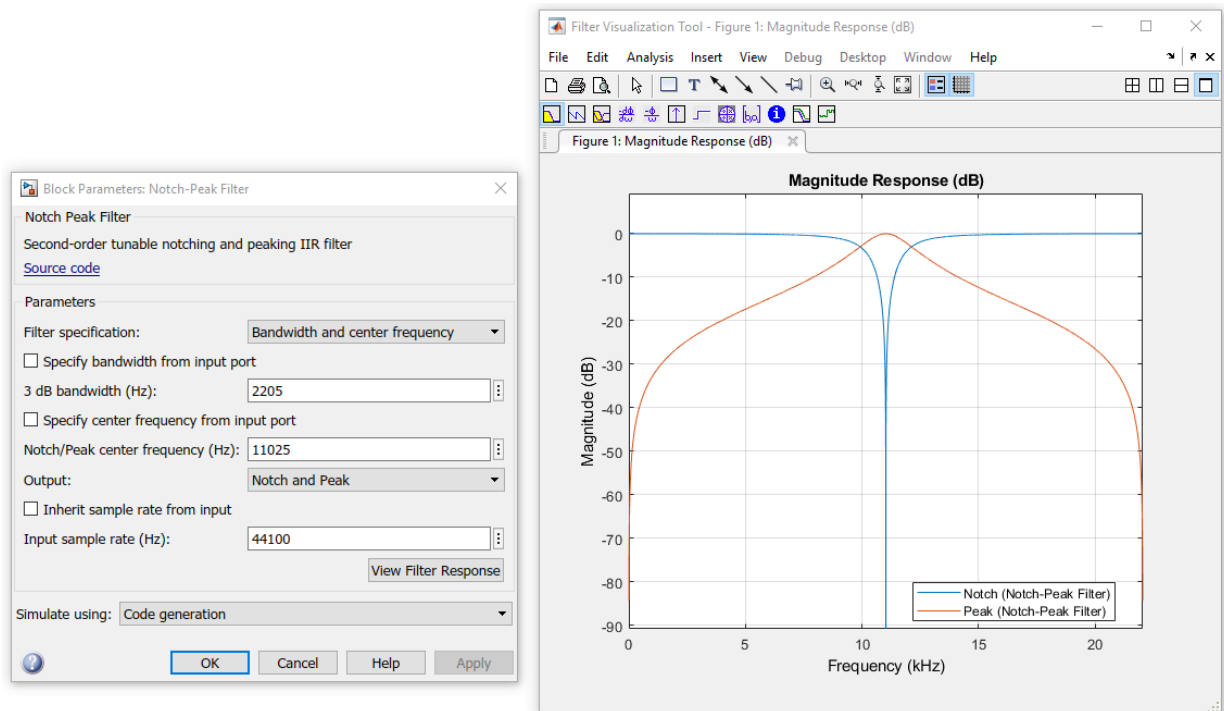 Block Parameters: Notch-Peak Filter
Notch Peak Filter
Second-order tunable notching and peaking IIR filter
Source code
Parameters
Filter specification: Bandwidth and center frequency
Specify bandwidth from input port
3 dB bandwidth (Hz): 2205
Specify center frequency from input port
Notch/Peak center frequency (Hz): 11025
Output: Notch and Peak
Inherit sample rate from input
Input sample rate (Hz): 44100
View Filter Response
Simulate using: Code generation
OK Cancel Help Apply
Filter Visualization Tool - Figure 1: Magnitude Response (dB)
File Edit Analysis Insert View Debug Desktop Window Help
Figure 1: Magnitude Response (dB)
Magnitude Response (dB)
Magnitude (dB)
0
-10
-20
-30
-40
-50
-60
-70
-80
-90
Notch (Notch-Peak Filter)
Peak (Notch-Peak Filter)
0 5 10 15 20
Frequency (kHz)